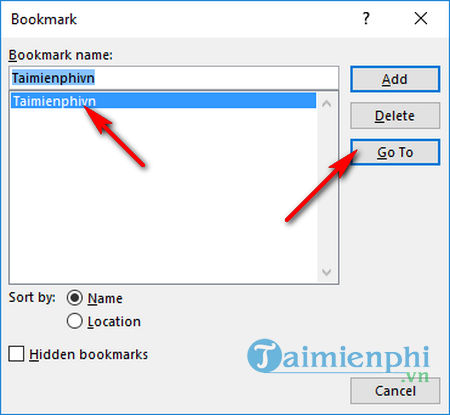 Bookmark
?
Bookmark name:
Taimienphivn
Add
Taimienphivn
Delete
Go To
Sort by:
Name
Location
Hidden bookmarks
Taimienphi
.vn
Cancel